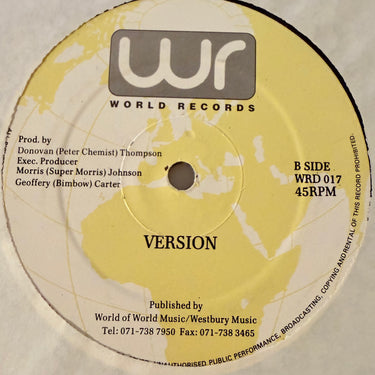 wr
WORLD RECORDS
Prod. by
Donovan (Peter Chemist) Thompson
Exec. Producer
Morris (Super Morris) Johnson
Geoffery (Bimbow) Carter
B SIDE
WRD 017
45RPM
VERSION
Published by
World of World Music/Westbury Music
Tel: 071-738 7950 Fax: 071-738 3465
UNAUTHORISED PUBLIC PERFORMANCE, BROADCASTING, COPYING AND RENTAL OF THIS RECORD PROHIBITED.